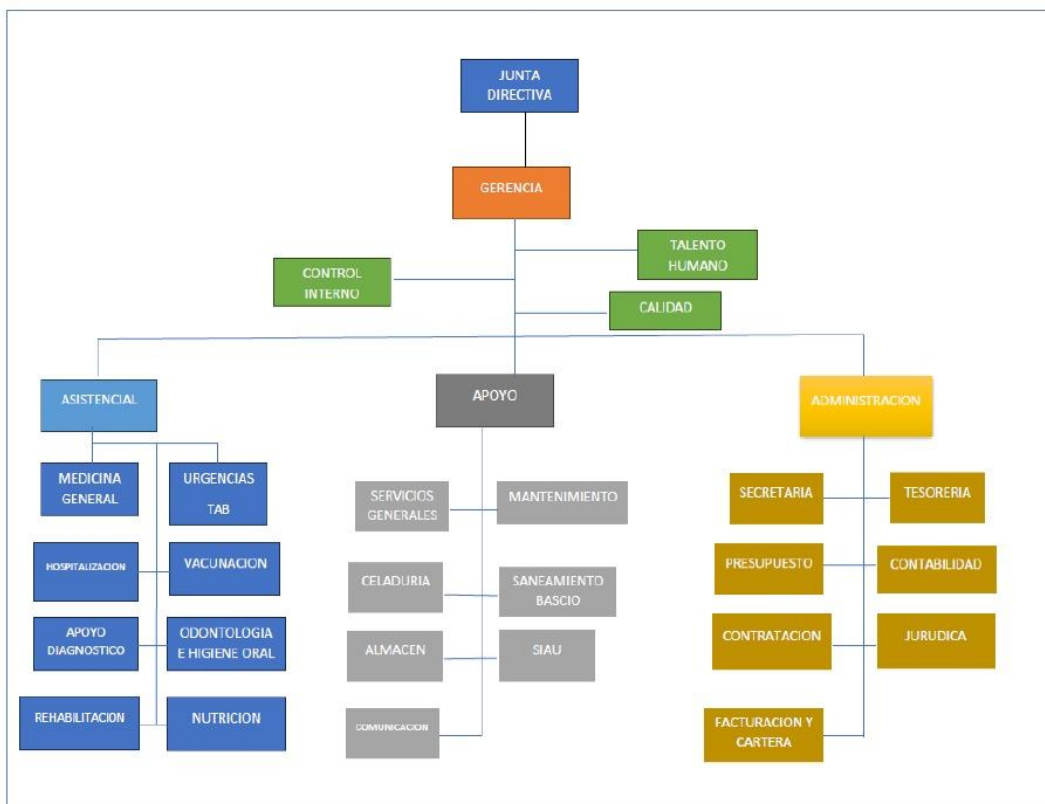 JUNTA
DIRECTIVA
GERENCIA
TALENTO
HUMANO
CONTROL
INTERNO
CALIDAD
ASISTENCIAL
APOYO
ADMINISTRACION
MEDICINA
GENERAL
URGENCIAS
TAB
HOSPITALIZACION
VACUNACION
APOYO
DIAGNOSTICO
ODONTOLOGIA
E HIGIENE ORAL
REHABILITACION
NUTRICION
SERVICIOS
GENERALES
MANTENIMIENTO
CELADURIA
SANEAMIENTO
BASCIO
ALMACEN
SIAU
COMUNICACION
SECRETARIA
TESORERIA
PRESUPUESTO
CONTABILIDAD
CONTRATACION
JURUDICA
FACTURACION Y
CARTERA